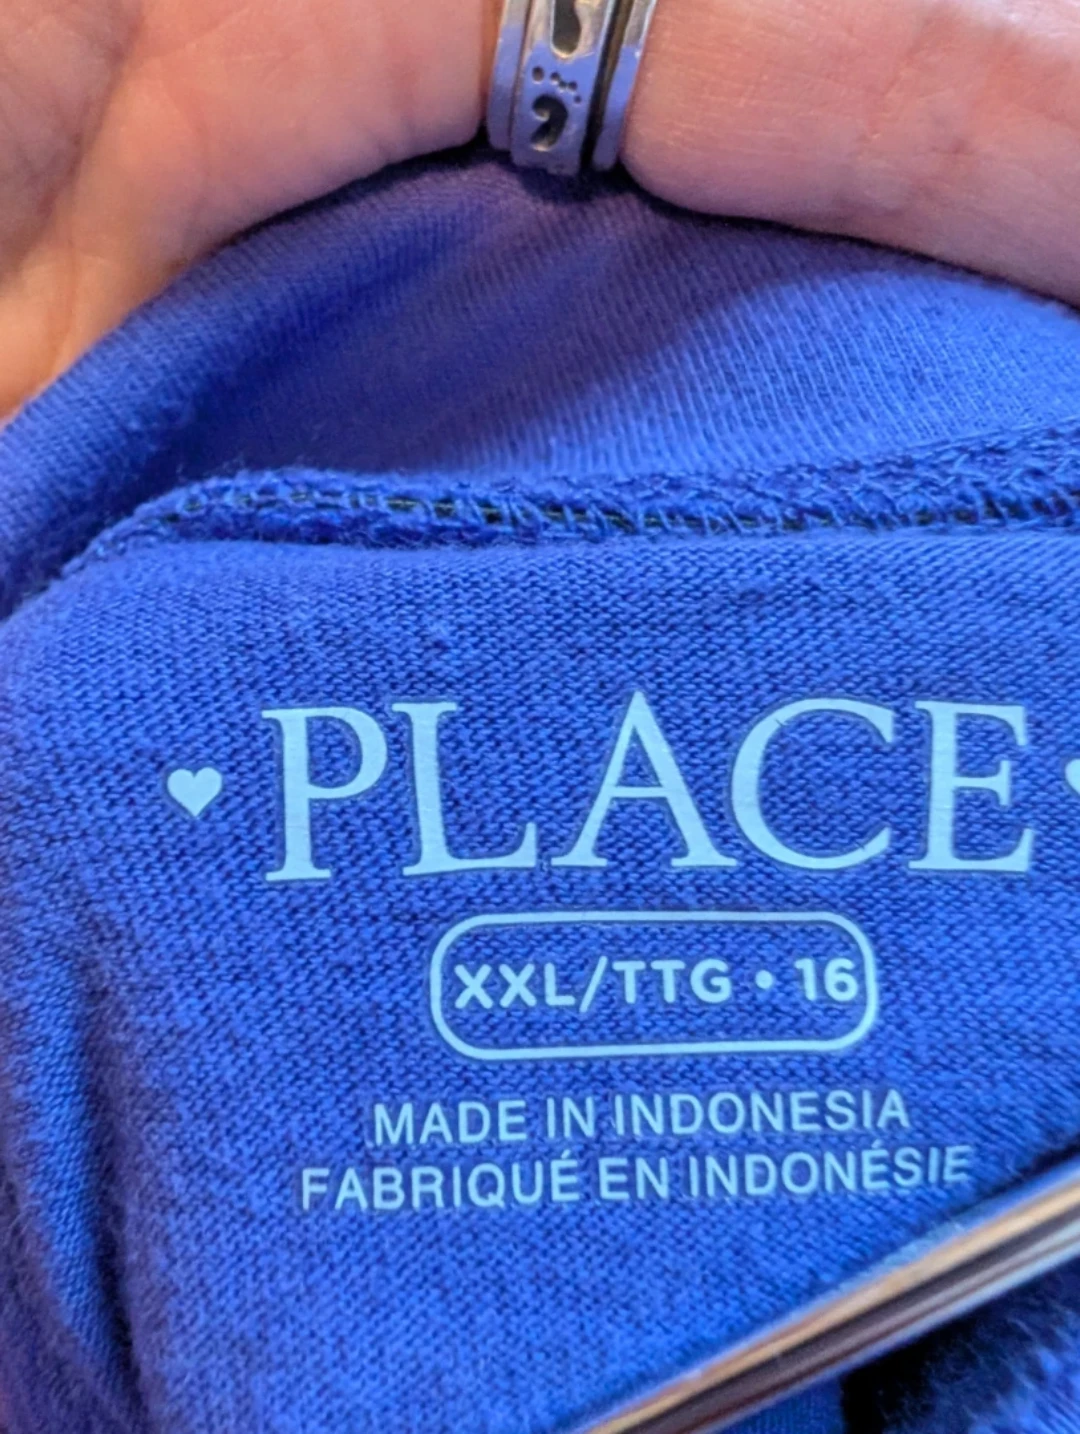 PLACE
XXL/TTG • 16
MADE IN INDONESIA
FABRIQUÉ EN INDONÉSIE